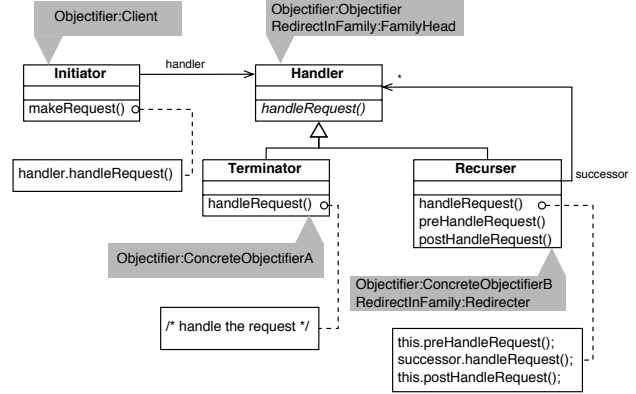 Objectifier:Client
Objectifier:Objectifier
RedirectInFamily:FamilyHead
Initiator
handler
Handler
*
makeRequest()
handleRequest()
handler.handleRequest()
Terminator
Recurser
successor
handleRequest()
handleRequest()
preHandleRequest()
postHandleRequest()
Objectifier:ConcreteObjectifierA
Objectifier:ConcreteObjectifierB
RedirectInFamily:Redirecter
/* handle the request */
this.preHandleRequest();
successor.handleRequest();
this.postHandleRequest();